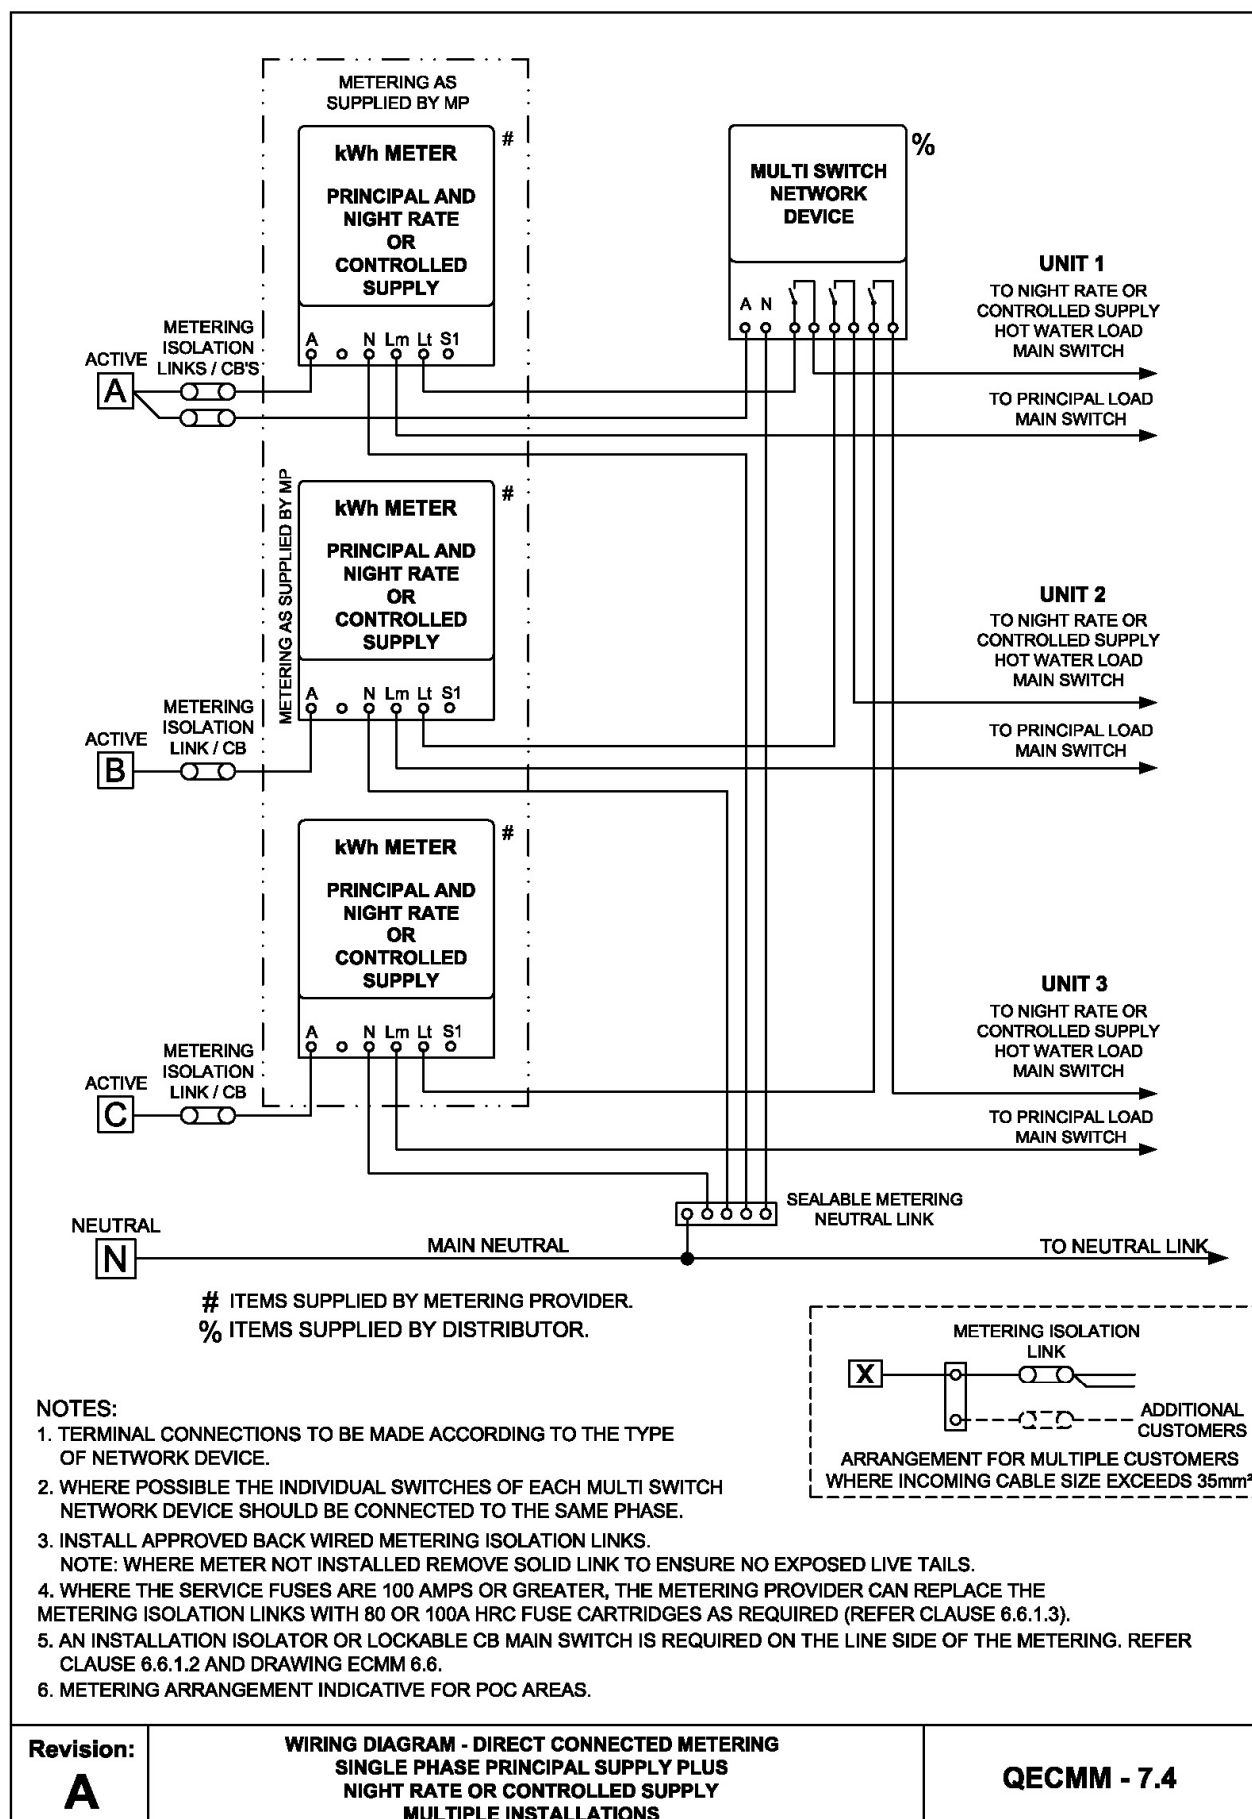 METERING AS
SUPPLIED BY MP
#
kWh METER
PRINCIPAL AND
NIGHT RATE
OR
CONTROLLED
SUPPLY
A N Lm Lt S1
%
MULTI SWITCH
NETWORK
DEVICE
A N
METERING
ISOLATION
LINKS / CB'S
ACTIVE
A
UNIT 1
TO NIGHT RATE OR
CONTROLLED SUPPLY
HOT WATER LOAD
MAIN SWITCH
TO PRINCIPAL LOAD
MAIN SWITCH
METERING AS SUPPLIED BY MP
#
kWh METER
PRINCIPAL AND
NIGHT RATE
OR
CONTROLLED
SUPPLY
A N Lm Lt S1
METERING
ISOLATION
LINK / CB
ACTIVE
B
UNIT 2
TO NIGHT RATE OR
CONTROLLED SUPPLY
HOT WATER LOAD
MAIN SWITCH
TO PRINCIPAL LOAD
MAIN SWITCH
#
kWh METER
PRINCIPAL AND
NIGHT RATE
OR
CONTROLLED
SUPPLY
A N Lm Lt S1
METERING
ISOLATION
LINK / CB
ACTIVE
C
UNIT 3
TO NIGHT RATE OR
CONTROLLED SUPPLY
HOT WATER LOAD
MAIN SWITCH
TO PRINCIPAL LOAD
MAIN SWITCH
SEALABLE METERING
NEUTRAL LINK
NEUTRAL
N
MAIN NEUTRAL
TO NEUTRAL LINK
# ITEMS SUPPLIED BY METERING PROVIDER.
% ITEMS SUPPLIED BY DISTRIBUTOR.
METERING ISOLATION
LINK
X
ADDITIONAL
CUSTOMERS
ARRANGEMENT FOR MULTIPLE CUSTOMERS
WHERE INCOMING CABLE SIZE EXCEEDS 35mm²
NOTES:
1. TERMINAL CONNECTIONS TO BE MADE ACCORDING TO THE TYPE
OF NETWORK DEVICE.
2. WHERE POSSIBLE THE INDIVIDUAL SWITCHES OF EACH MULTI SWITCH
NETWORK DEVICE SHOULD BE CONNECTED TO THE SAME PHASE.
3. INSTALL APPROVED BACK WIRED METERING ISOLATION LINKS.
NOTE: WHERE METER NOT INSTALLED REMOVE SOLID LINK TO ENSURE NO EXPOSED LIVE TAILS.
4. WHERE THE SERVICE FUSES ARE 100 AMPS OR GREATER, THE METERING PROVIDER CAN REPLACE THE
METERING ISOLATION LINKS WITH 80 OR 100A HRC FUSE CARTRIDGES AS REQUIRED (REFER CLAUSE 6.6.1.3).
5. AN INSTALLATION ISOLATOR OR LOCKABLE CB MAIN SWITCH IS REQUIRED ON THE LINE SIDE OF THE METERING. REFER
CLAUSE 6.6.1.2 AND DRAWING ECMM 6.6.
6. METERING ARRANGEMENT INDICATIVE FOR POC AREAS.
Revision:
A
WIRING DIAGRAM - DIRECT CONNECTED METERING
SINGLE PHASE PRINCIPAL SUPPLY PLUS
NIGHT RATE OR CONTROLLED SUPPLY
MULTIPLE INSTALLATIONS
QECMM - 7.4